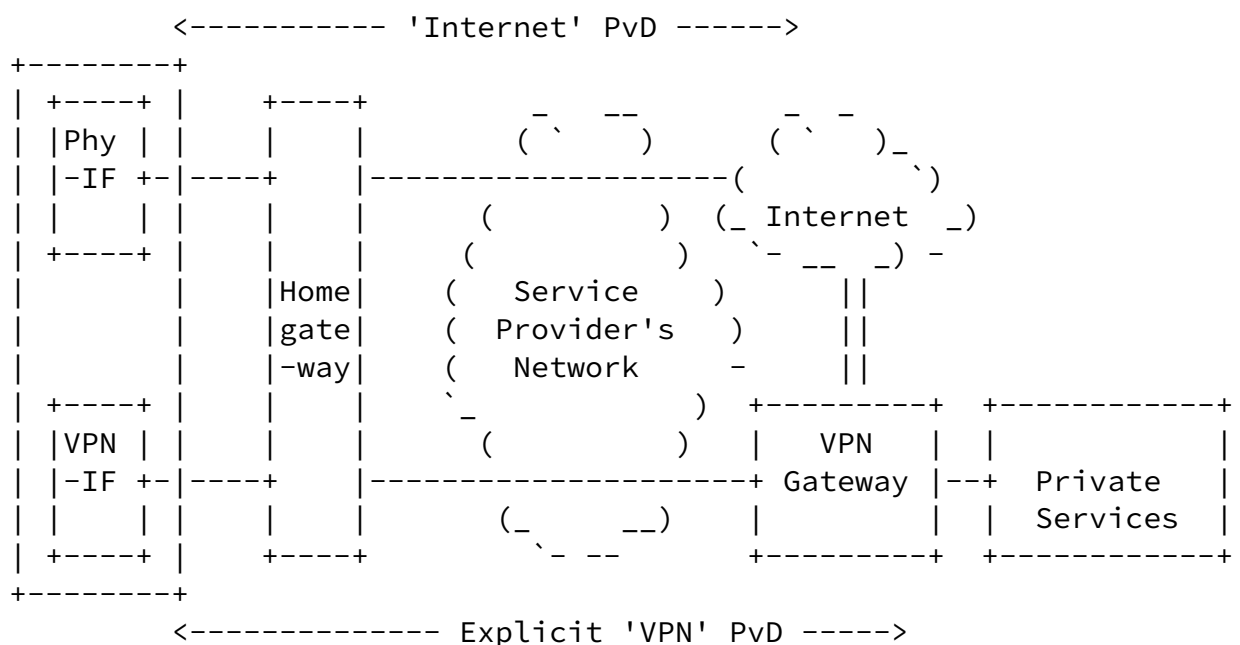 <----------- 'Internet' PvD ------>
Phy
-IF
Internet
Home Service
gate Provider's
-way Network
VPN VPN
-IF Gateway Private
Services
<-------------- Explicit 'VPN' PvD ----->